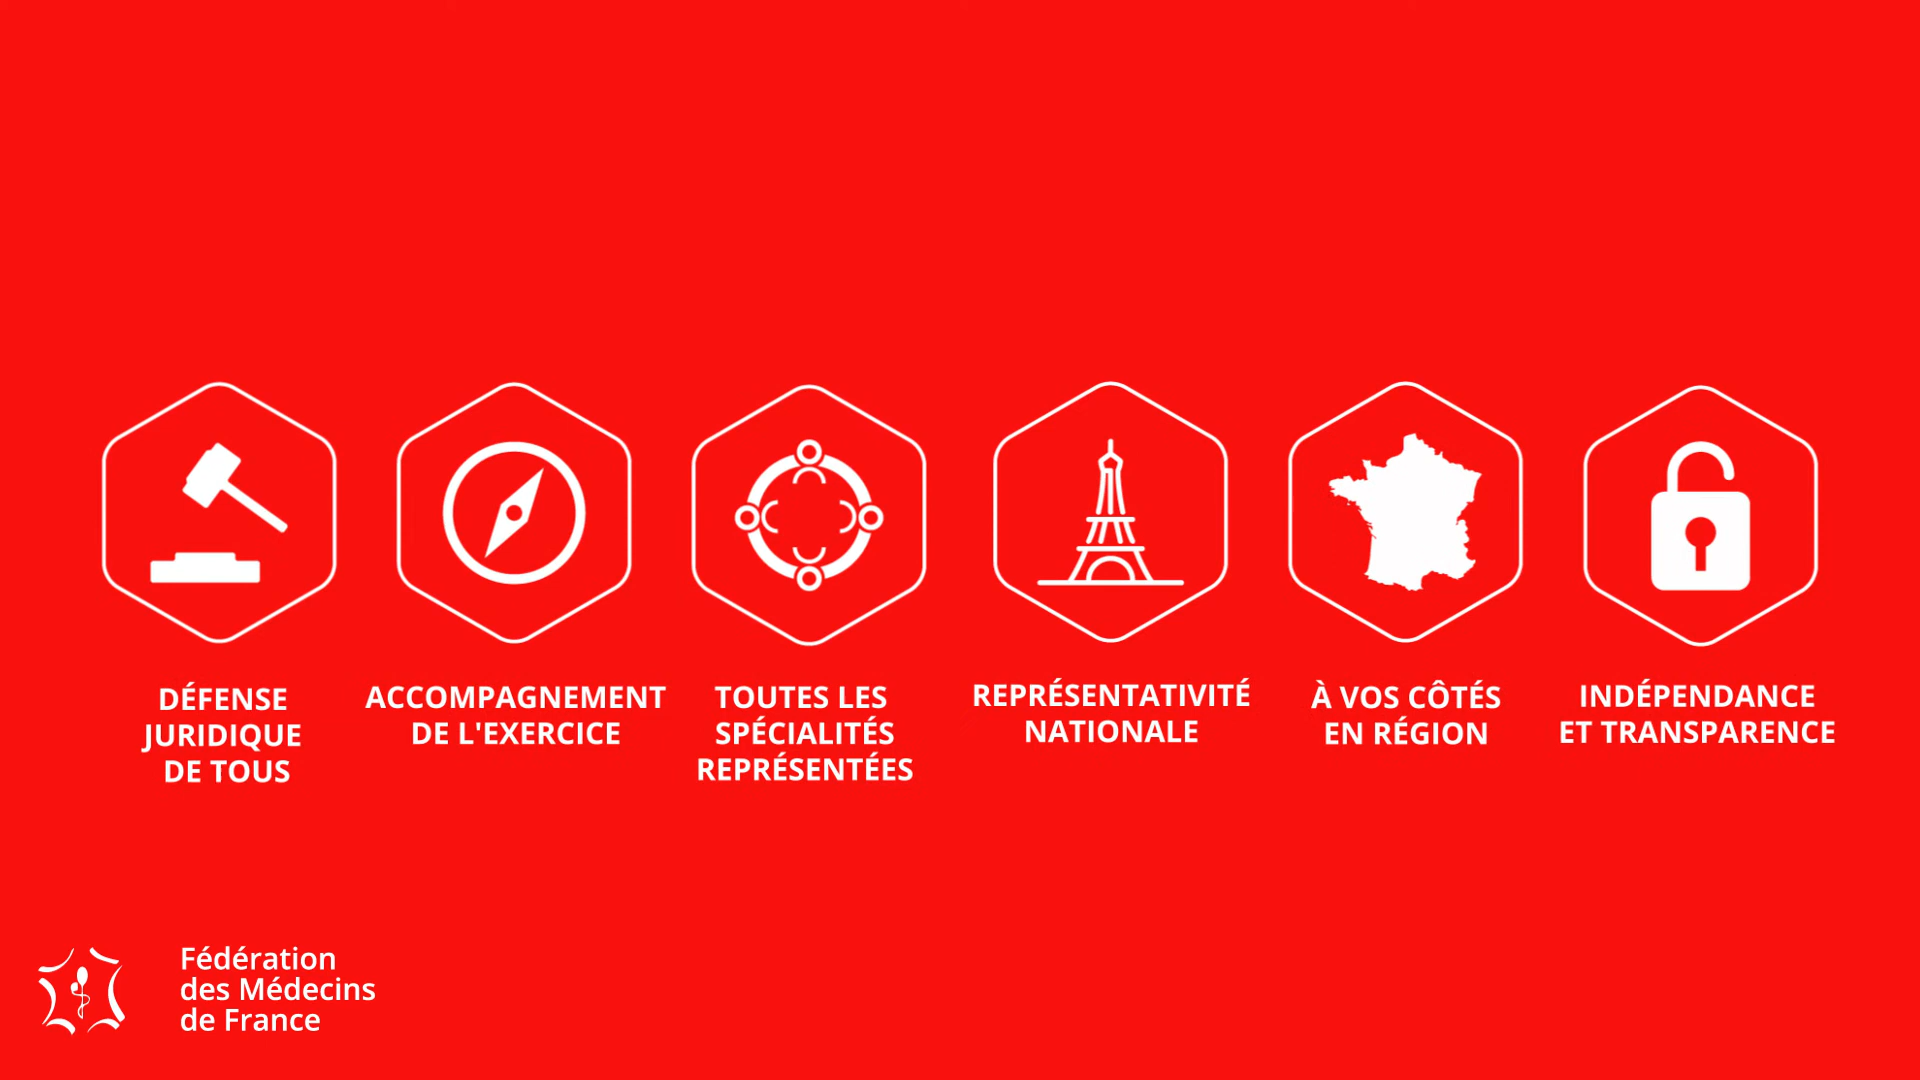 DÉFENSE
JURIDIQUE
DE TOUS
ACCOMPAGNEMENT
DE L'EXERCICE
TOUTES LES
SPÉCIALITÉS
REPRÉSENTÉES
REPRÉSENTATIVITÉ
NATIONALE
À VOS CÔTÉS
EN RÉGION
INDÉPENDANCE
ET TRANSPARENCE
Fédération
des Médecins
de France